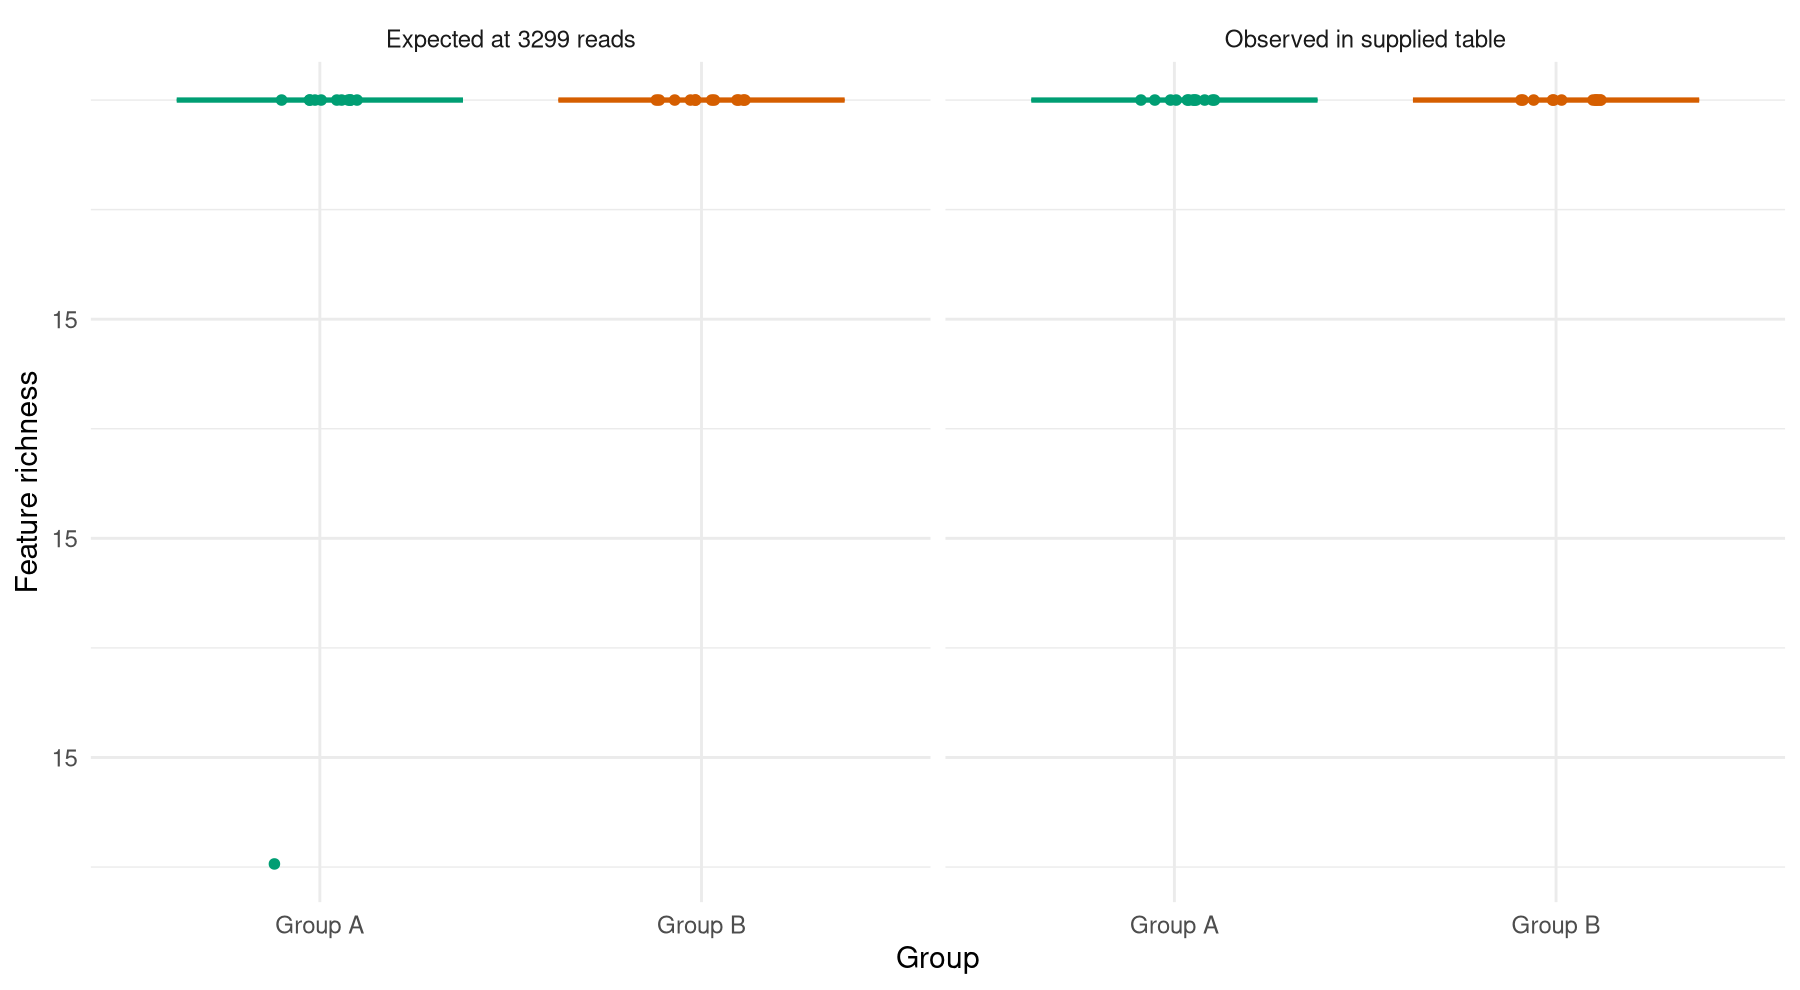 Expected at 3299 reads
Observed in supplied table
Feature richness
15
15
15
Group A
Group B
Group A
Group B
Group